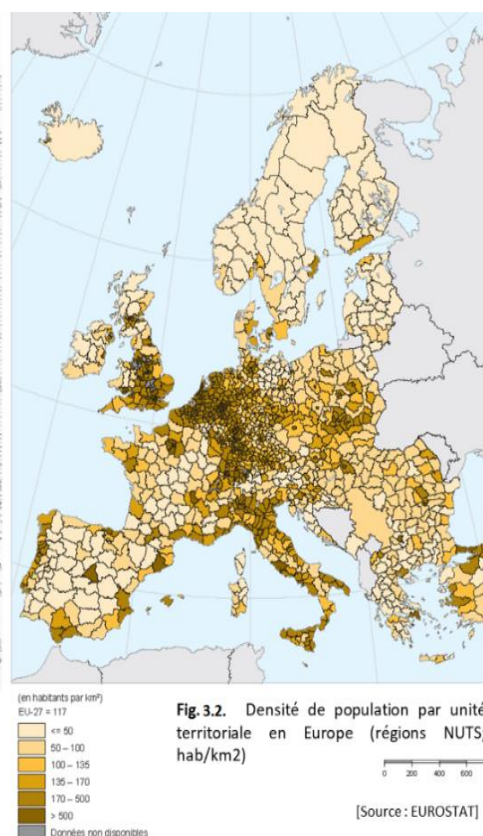 (en habitants par km²)
EU-27 = 117
<= 50
50 – 100
100 – 135
135 – 170
170 – 500
> 500
Données non disponibles
Fig. 3.2. Densité de population par unité
territoriale en Europe (régions NUTS;
hab/km2)
0 200 400 600
[Source : EUROSTAT]